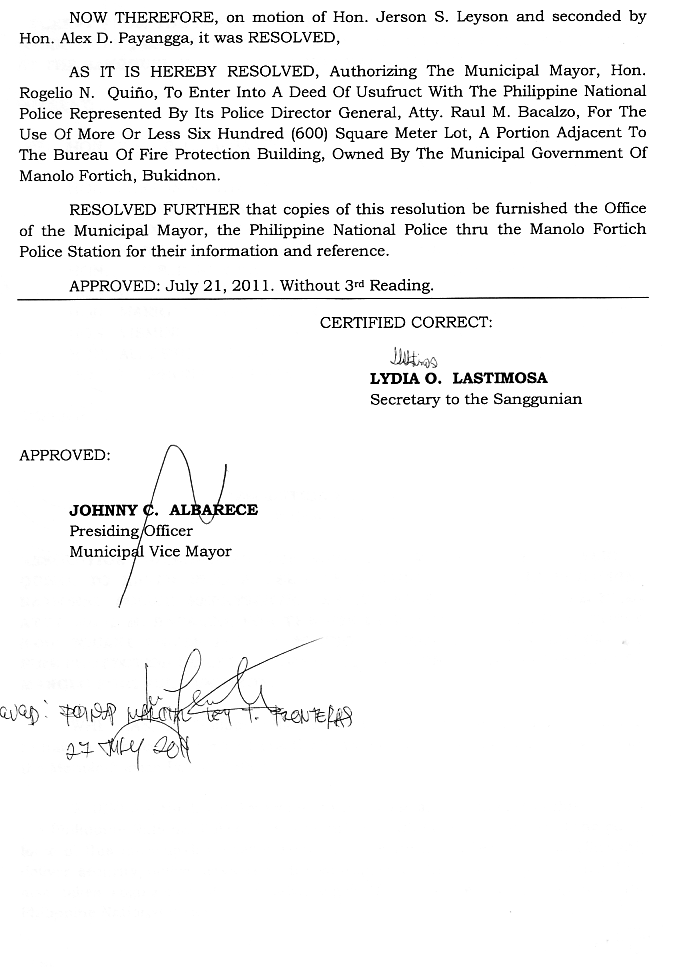 NOW THEREFORE, on motion of Hon. Jerson S. Leyson and seconded by
Hon. Alex D. Payangga, it was RESOLVED,
AS IT IS HEREBY RESOLVED, Authorizing The Municipal Mayor, Hon.
Rogelio N. Quiño, To Enter Into A Deed Of Usufruct With The Philippine National
Police Represented By Its Police Director General, Atty. Raul M. Bacalzo, For The
Use Of More Or Less Six Hundred (600) Square Meter Lot, A Portion Adjacent To
The Bureau Of Fire Protection Building, Owned By The Municipal Government Of
Manolo Fortich, Bukidnon.
RESOLVED FURTHER that copies of this resolution be furnished the Office
of the Municipal Mayor, the Philippine National Police thru the Manolo Fortich
Police Station for their information and reference.
APPROVED: July 21, 2011. Without 3rd Reading.
CERTIFIED CORRECT:
LYDIA O. LASTIMOSA
Secretary to the Sanggunian
APPROVED:
JOHNNY C. ALBARECE
Presiding Officer
Municipal Vice Mayor
27 JULY 2011